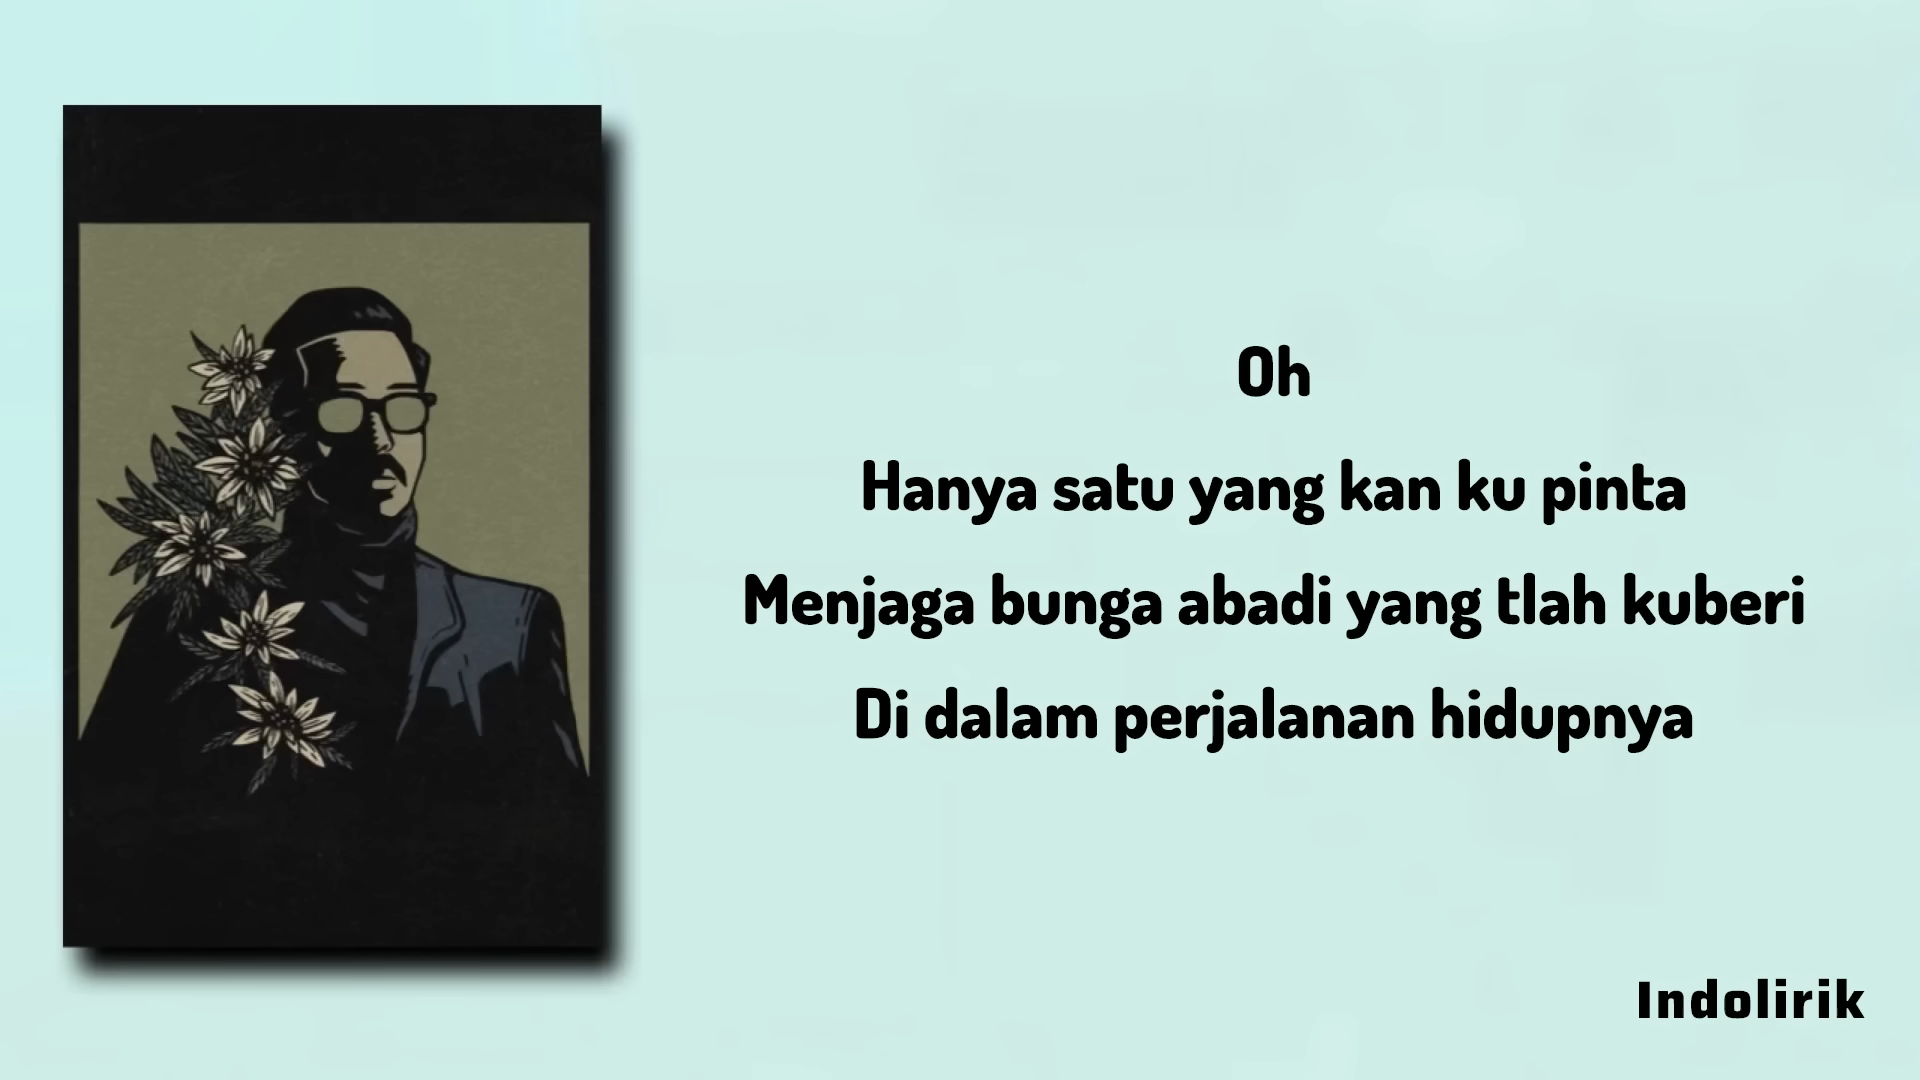 Oh
Hanya satu yang kan ku pinta
Menjaga bunga abadi yang tlah kuberi
Di dalam perjalanan hidupnya
Indolirik